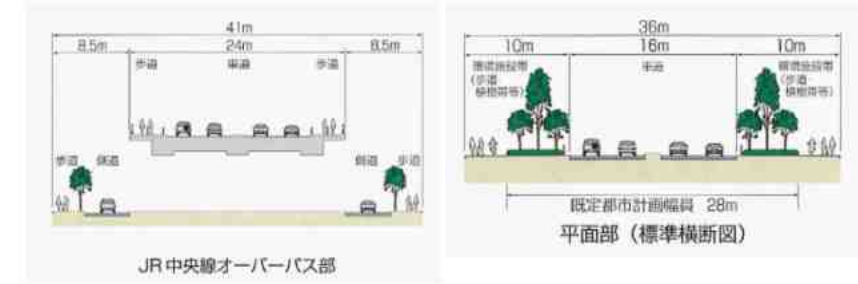 41m
8.5m 24m 8.5m
歩道 車道 歩道
歩道 側道 側道 歩道
JR中央線オーバーパス部
36m
10m 16m 10m
環境施設帯 車道 環境施設帯
(歩道 (歩道
植樹帯等) 植樹帯等)
既定都市計画幅員 28m
平面部(標準横断図)